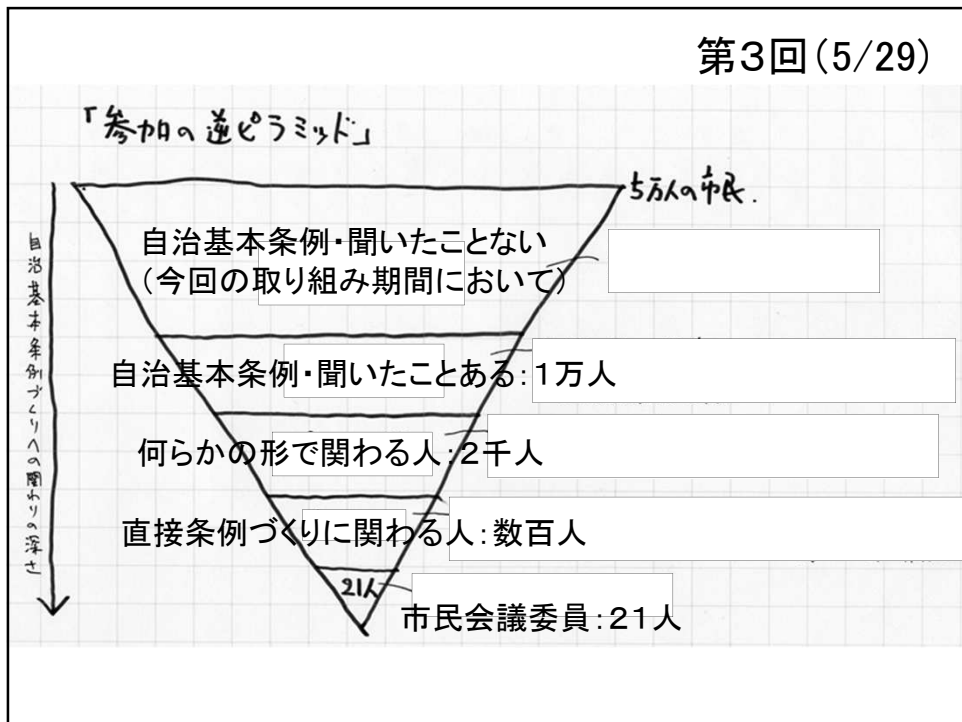 第3回(5/29)
「参加の逆ピラミッド」
5万人の市民.
自治基本条例づくりへの関わりの深さ
自治基本条例・聞いたことない
(今回の取り組み期間において)
自治基本条例・聞いたことある:1万人
何らかの形で関わる人:2千人
直接条例づくりに関わる人:数百人
21人
市民会議委員:21人